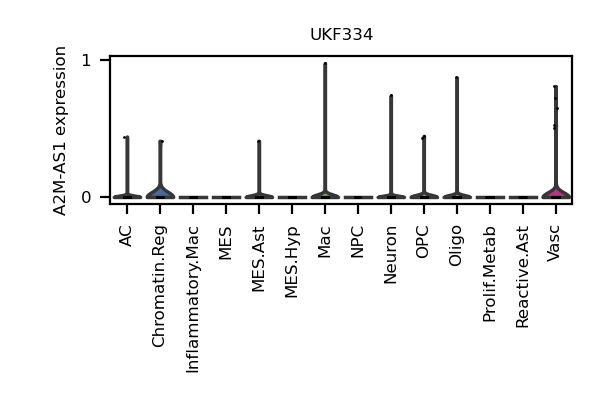 UKF334
A2M-AS1 expression
1
0
AC
Chromatin.Reg
Inflammatory.Mac
MES
MES.Ast
MES.Hyp
Mac
NPC
Neuron
OPC
Oligo
Prolif.Metab
Reactive.Ast
Vasc